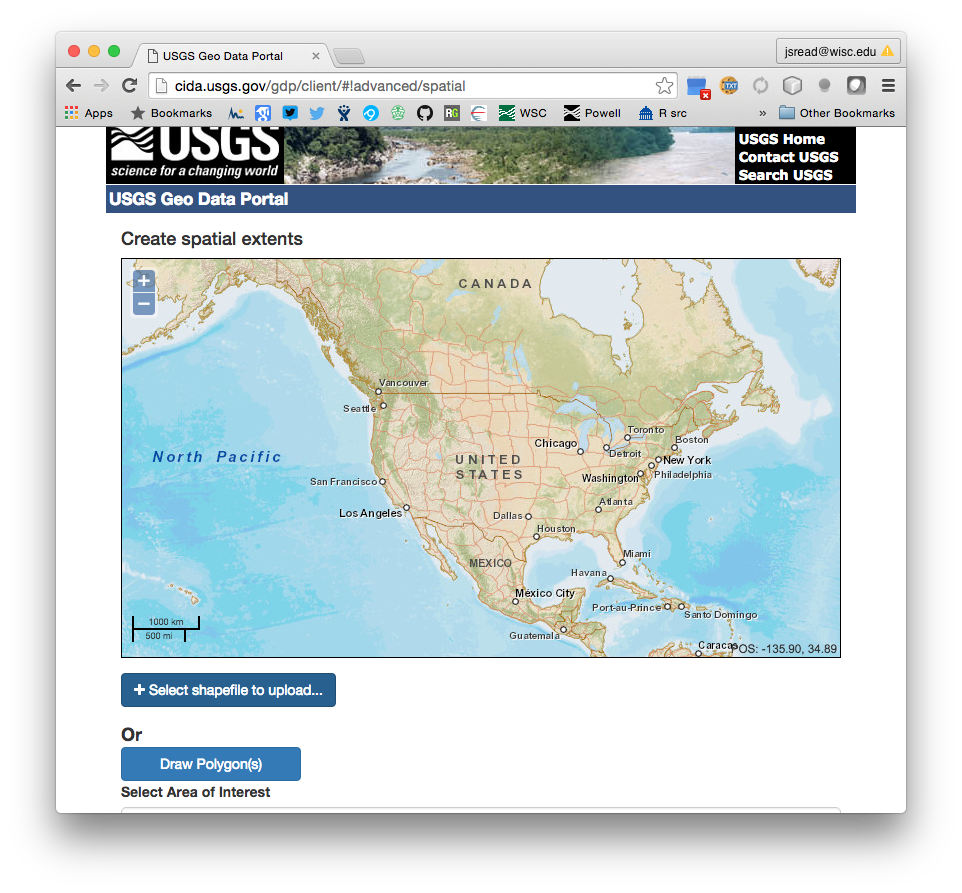 USGS Geo Data Portal
jsread@wisc.edu
cida.usgs.gov/gdp/client/#!advanced/spatial
TXT
Apps
Bookmarks
RG
WSC
Powell
R src
»
Other Bookmarks
USGS
science for a changing world
USGS Home
Contact USGS
Search USGS
USGS Geo Data Portal
Create spatial extents
+
−
CANADA
Vancouver
Seattle
Toronto
Boston
Chicago
Detroit
North Pacific
UNITED
STATES
New York
Washington
Philadelphia
San Francisco
Atlanta
Los Angeles
Dallas
Houston
Miami
MEXICO
Havana
Mexico City
Port-au-Prince
Santo Domingo
1000 km
500 mi
Guatemala
Caracas
POS: -135.90, 34.89
+ Select shapefile to upload...
Or
Draw Polygon(s)
Select Area of Interest